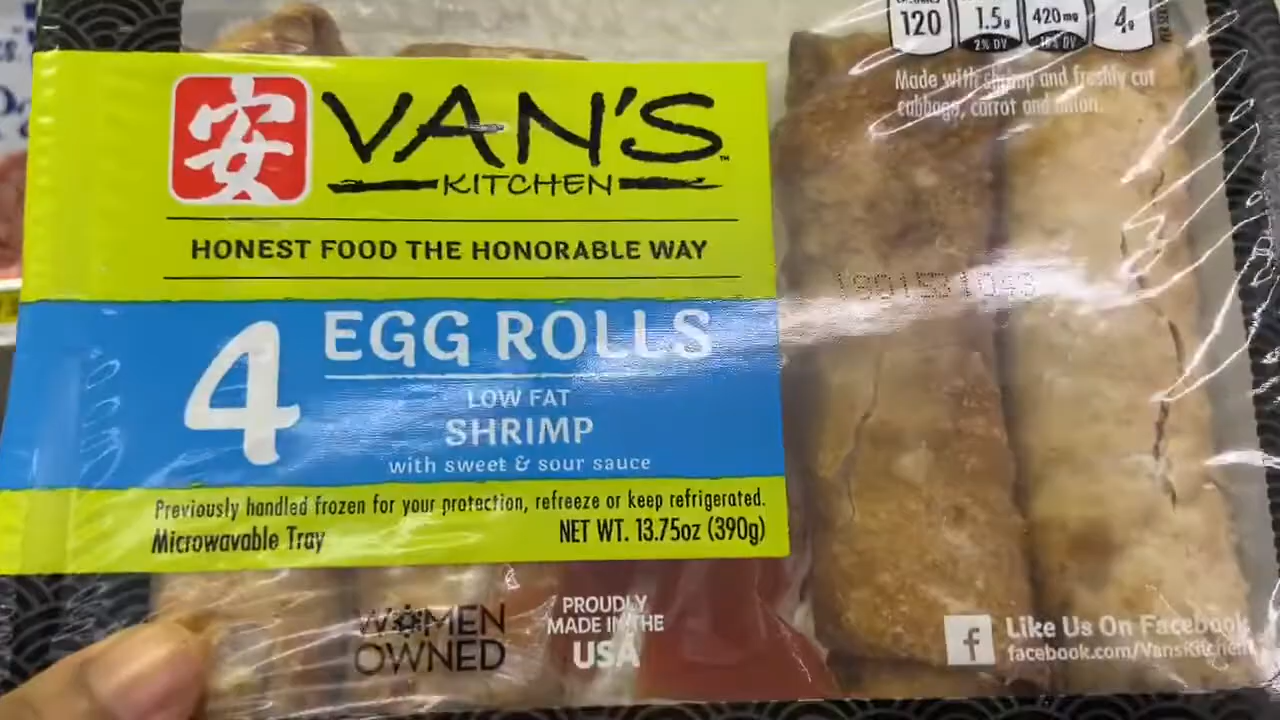 120
1.5g
420mg
4g
2% DV
18% DV
Made with shrimp and freshly cut
cabbage, carrot and onion.
安
VAN'S™
KITCHEN
HONEST FOOD THE HONORABLE WAY
4
EGG ROLLS
LOW FAT
SHRIMP
with sweet & sour sauce
Previously handled frozen for your protection, refreeze or keep refrigerated.
Microwavable Tray
NET WT. 13.75oz (390g)
WOMEN
OWNED
PROUDLY
MADE IN THE
USA
Like Us On Facebook
facebook.com/VansKitchen